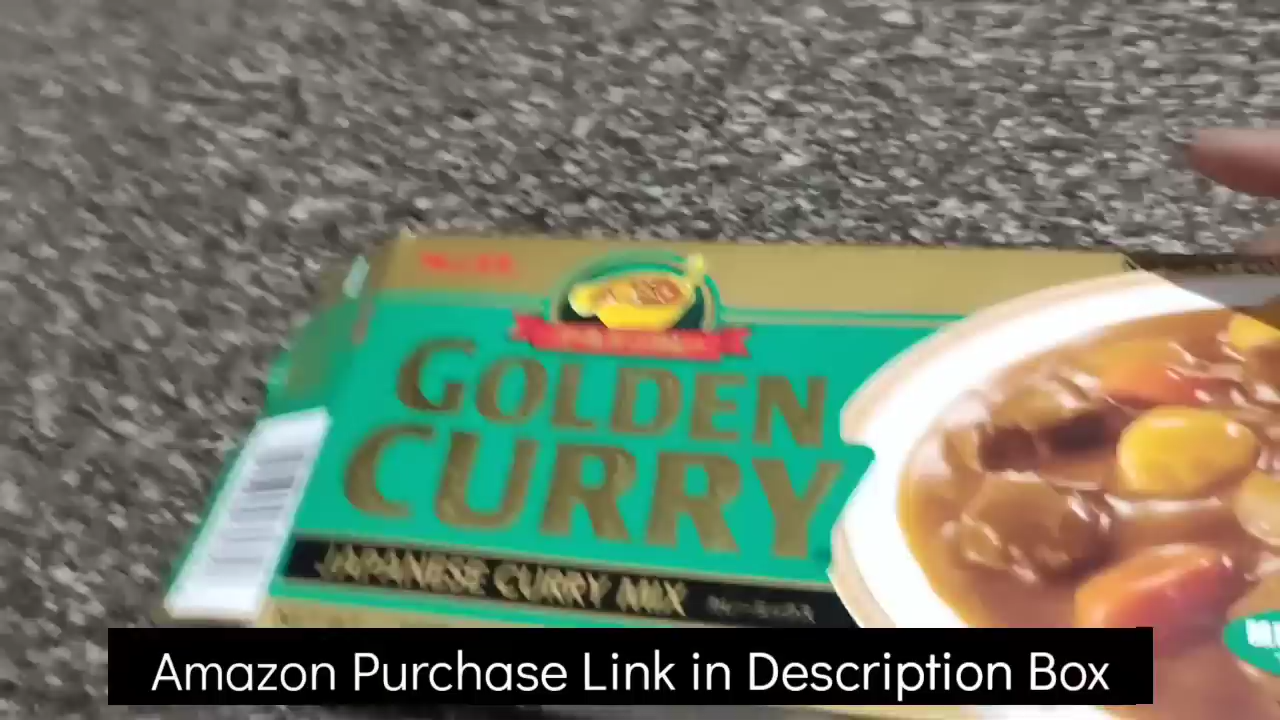 GOLDEN
CURRY
JAPANESE CURRY MIX
Amazon Purchase Link in Description Box